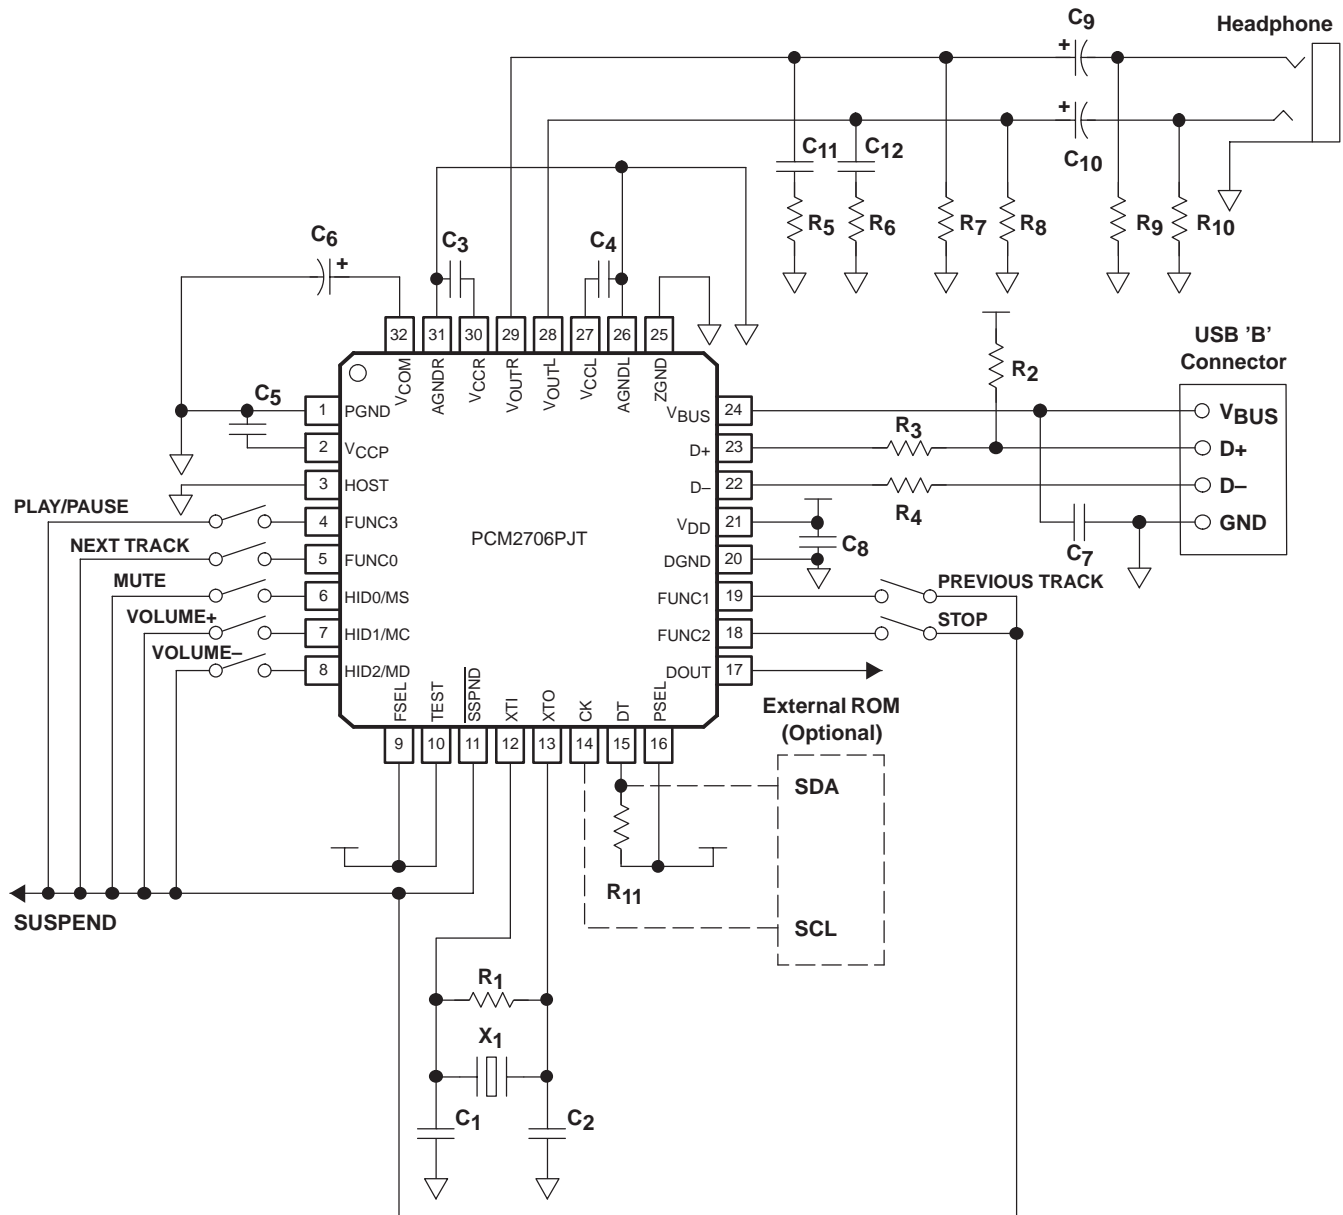 C9
Headphone
C10
C11
C12
R5
R6
R7
R8
R9
R10
C6
C3
C4
32
31
30
29
28
27
26
25
VCOM
AGNDR
VCCR
VOUTR
VOUTL
VCCL
AGNDL
ZGND
R2
USB 'B'
Connector
C5
1 PGND
2 VCCP
3 HOST
4 FUNC3
5 FUNC0
6 HID0/MS
7 HID1/MC
8 HID2/MD
PLAY/PAUSE
NEXT TRACK
MUTE
VOLUME+
VOLUME–
PCM2706PJT
VBUS 24
D+ 23
D– 22
VDD 21
DGND 20
FUNC1 19
FUNC2 18
DOUT 17
R3
R4
C8
C7
VBUS
D+
D–
GND
PREVIOUS TRACK
STOP
FSEL
TEST
SSPND
XTI
XTO
CK
DT
PSEL
9
10
11
12
13
14
15
16
External ROM
(Optional)
SDA
SCL
R11
SUSPEND
R1
X1
C1
C2
+
+
+